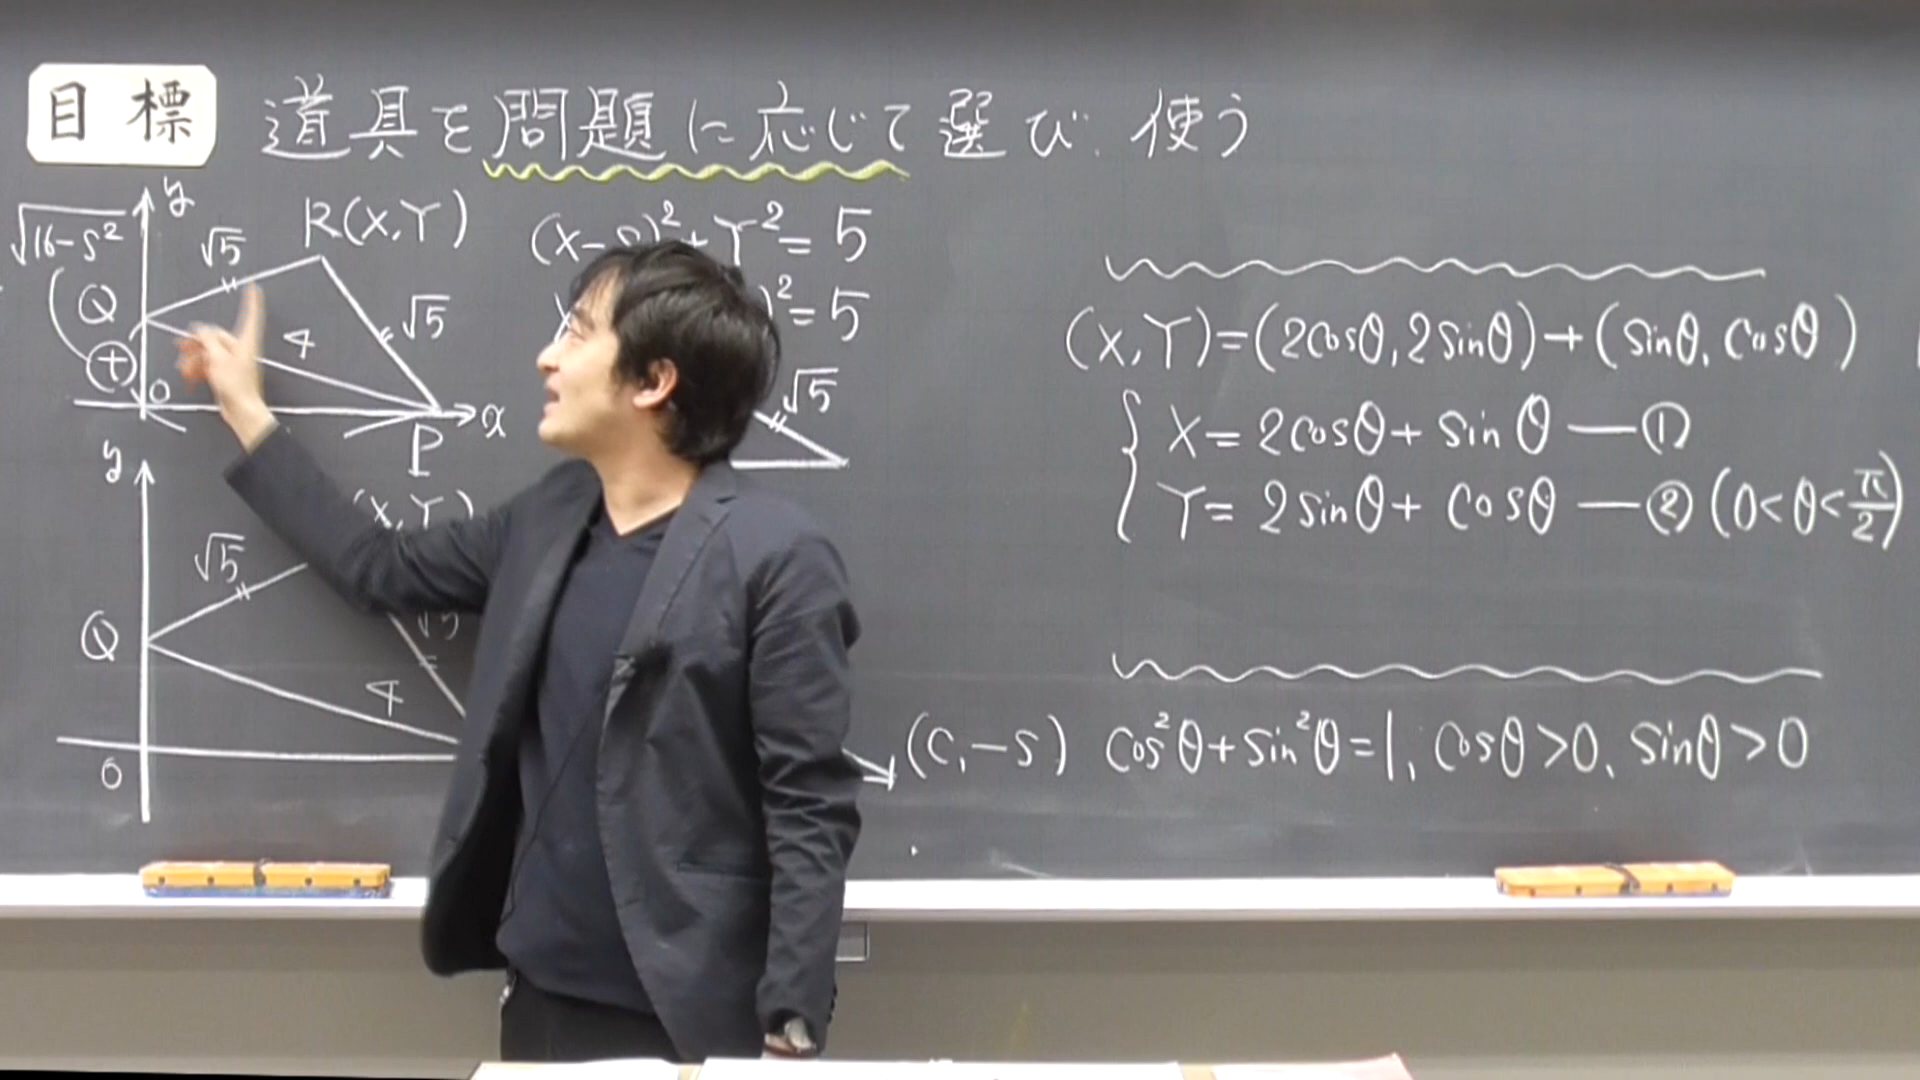 目標 道具を問題に応じて選び、使う
y
√16-s²
√5
R(X,Y)
Q
4
√5
+
O
x
P
(X-s)²+Y²=5
)²=5
√5
y
(X,Y)
√5
Q
√5
4
O
(X,Y)=(2cosθ,2sinθ)+(sinθ,cosθ)
X=2cosθ+sinθ—①
Y=2sinθ+cosθ—②(0<θ<π/2)
(c,-s) cos²θ+sin²θ=1, cosθ>0, sinθ>0